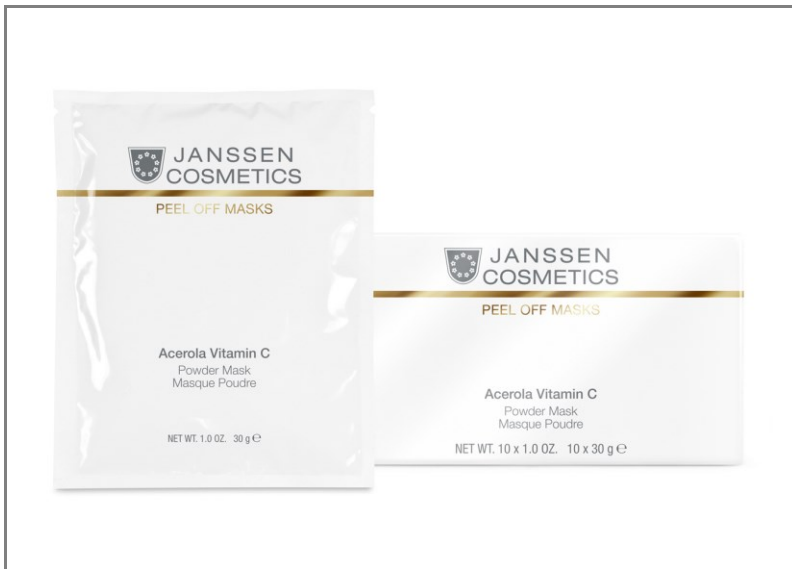 JANSSEN
COSMETICS
PEEL OFF MASKS
Acerola Vitamin C
Powder Mask
Masque Poudre
NET WT. 1.0 OZ. 30 g ℮
JANSSEN
COSMETICS
PEEL OFF MASKS
Acerola Vitamin C
Powder Mask
Masque Poudre
NET WT. 10 x 1.0 OZ. 10 x 30 g ℮